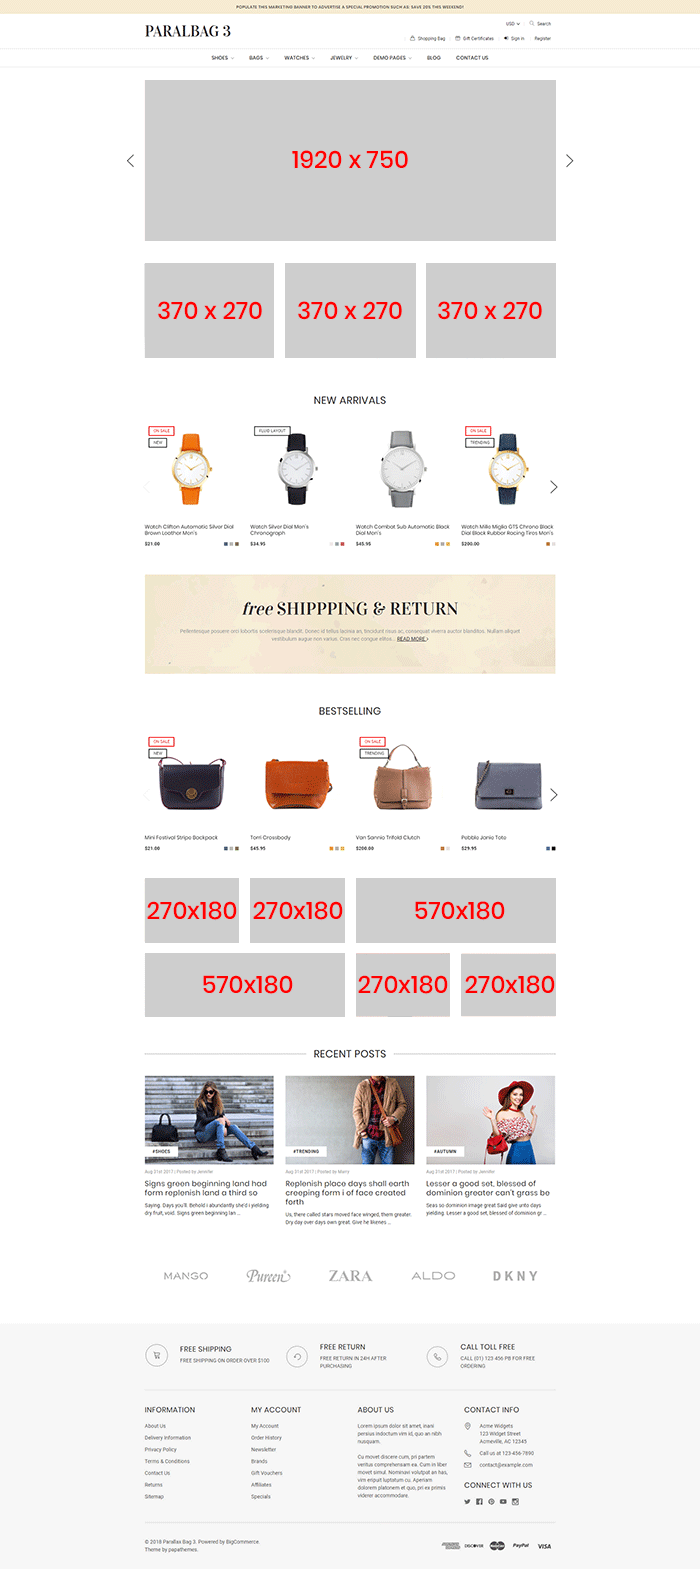 POPULATE THIS MARKETING BANNER TO ADVERTISE A SPECIAL PROMOTION SUCH AS: SAVE 20% THIS WEEKEND!
USD Search
PARALBAG 3
Shopping Bag Gift Certificates Sign in Register
SHOES BAGS WATCHES JEWELRY DEMO PAGES BLOG CONTACT US
1920 x 750
370 x 270 370 x 270 370 x 270
NEW ARRIVALS
ON SALE FLUID LAYOUT ON SALE
NEW TRENDING
Watch Clifton Automatic Silver Dial Brown Leather Men's
$21.00
Watch Silver Dial Men's Chronograph
$34.95
Watch Combat Sub Automatic Black Dial Men's
$45.95
Watch Mille Miglia GTS Chrono Black Dial Black Rubber Racing Tires Men's
$200.00
free SHIPPPING & RETURN
Pellentesque posuere orci lobortis scelerisque blandit. Donec id tellus lacinia an, tincidunt risus ac, consequat viverra auctor blanditos. Nullam aliquet
vestibulum augue non varius. Cras nec congue elitos... READ MORE
BESTSELLING
ON SALE ON SALE
NEW TRENDING
Mini Festival Stripe Backpack Torri Crossbody Van Sannio Trifold Clutch Pebble Janie Tote
$21.00 $45.95 $200.00 $29.95
270x180 270x180 570x180
570x180 270x180 270x180
RECENT POSTS
#SHOES #TRENDING #AUTUMN
Aug 31st 2017 | Posted by Jennifer
Signs green beginning land had
form replenish land a third so
Saying. Days you'll. Behold i abundantly she'd i yielding
dry fruit, void. Signs green beginning lan …
Aug 31st 2017 | Posted by Marry
Replenish place days shall earth
creeping form i of face created
forth
Us, there called stars moved face winged, them greater.
Dry day over days own great. Give he likenes …
Aug 31st 2017 | Posted by Jennifer
Lesser a good set, blessed of
dominion greater can't grass be
Seas so dominion image great Said give unto days
yielding. Lesser a good set, blessed of dominion gr …
MANGO Pureen ZARA ALDO DKNY
FREE SHIPPING
FREE SHIPPING ON ORDER OVER $100
FREE RETURN
FREE RETURN IN 24H AFTER
PURCHASING
CALL TOLL FREE
CALL (01) 123 456 PB FOR FREE
ORDERING
INFORMATION
About Us
Delivery Information
Privacy Policy
Terms & Conditions
Contact Us
Returns
Sitemap
MY ACCOUNT
My Account
Order History
Newsletter
Brands
Gift Vouchers
Affiliates
Specials
ABOUT US
Lorem ipsum dolor sit amet, inani
persius indoctum vim id, quo an nibh
nusquam.
Cu movet discere cum, pri partem
veritus comprehensam ea. Cum in liber
movet simul. Nominavi volutpat an has,
vim eripuit luptatum cu. Aperiam
dolorem platonem et quo, pri ex primis
viderer accommodare.
CONTACT INFO
Acme Widgets
123 Widget Street
Acmeville, AC 12345
Call us at 123-456-7890
contact@example.com
CONNECT WITH US
© 2018 Parallax Bag 3. Powered by BigCommerce.
Theme by papathemes.
DISCOVER PayPal VISA